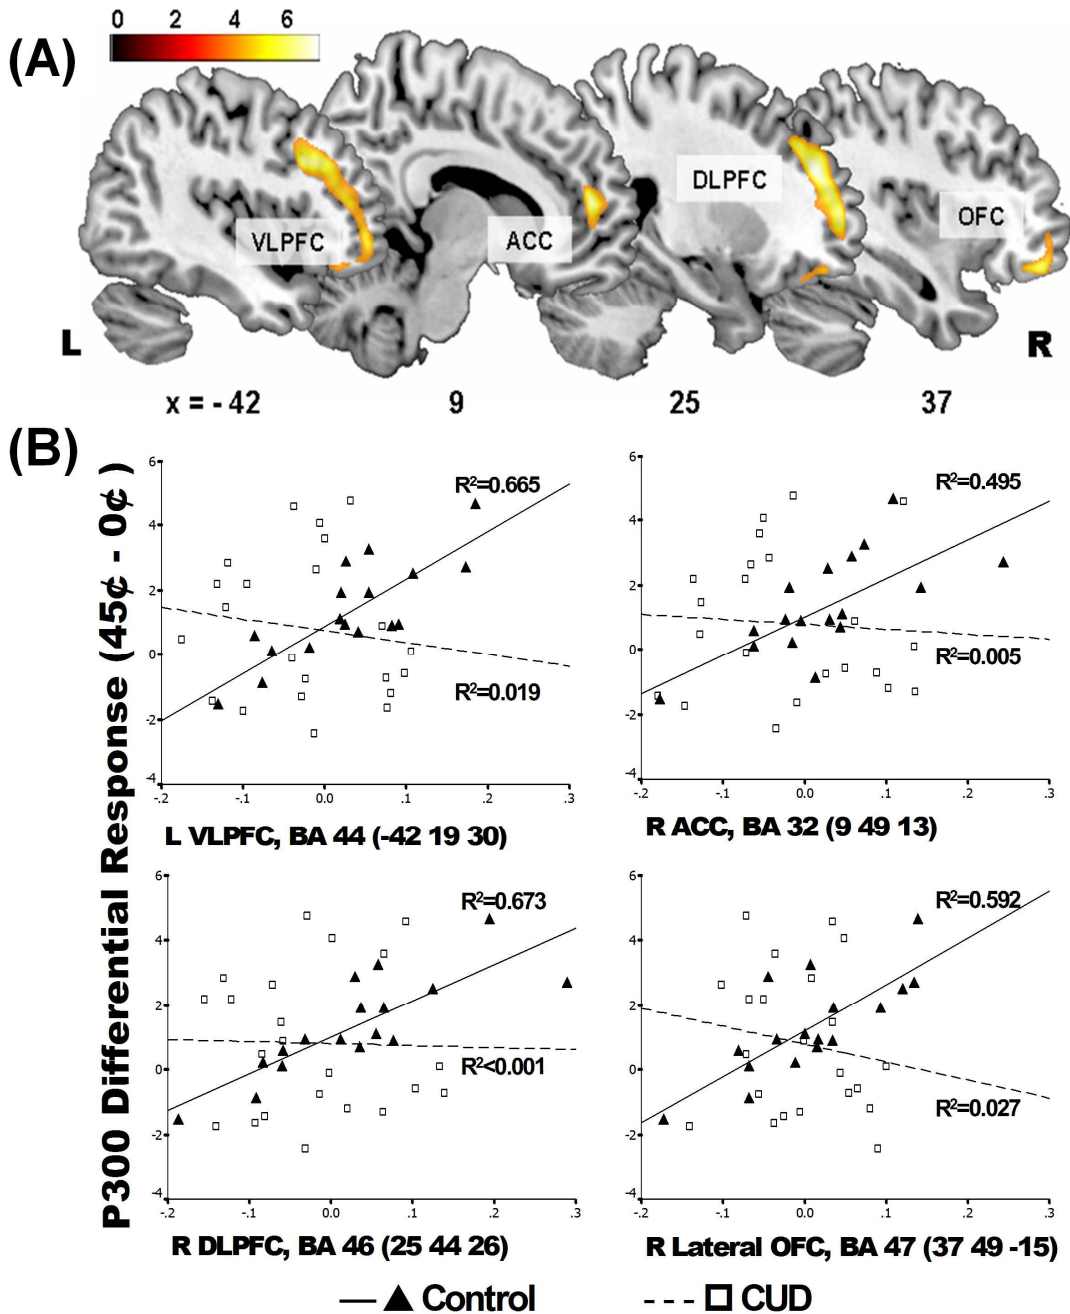 (A)
0 2 4 6
VLPFC
ACC
DLPFC
OFC
L
R
x = - 42 9 25 37
(B)
P300 Differential Response (45¢ - 0¢ )
6
4
2
0
-2
-4
-.2 -.1 0.0 .1 .2 .3
R²=0.665
R²=0.019
L VLPFC, BA 44 (-42 19 30)
6
4
2
0
-2
-4
-.2 -.1 0.0 .1 .2 .3
R²=0.495
R²=0.005
R ACC, BA 32 (9 49 13)
6
4
2
0
-2
-4
-.2 -.1 0.0 .1 .2 .3
R²=0.673
R²<0.001
R DLPFC, BA 46 (25 44 26)
6
4
2
0
-2
-4
-.2 -.1 0.0 .1 .2 .3
R²=0.592
R²=0.027
R Lateral OFC, BA 47 (37 49 -15)
Control CUD